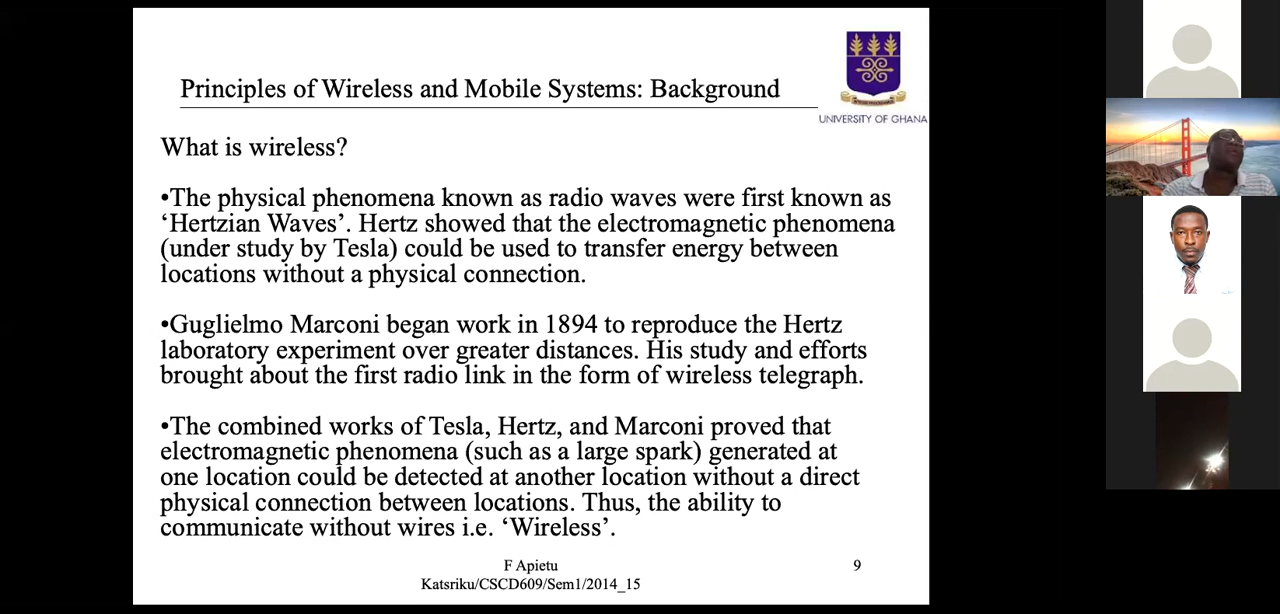 Principles of Wireless and Mobile Systems: Background
UNIVERSITY OF GHANA
What is wireless?
•The physical phenomena known as radio waves were first known as
‘Hertzian Waves’. Hertz showed that the electromagnetic phenomena
(under study by Tesla) could be used to transfer energy between
locations without a physical connection.
•Guglielmo Marconi began work in 1894 to reproduce the Hertz
laboratory experiment over greater distances. His study and efforts
brought about the first radio link in the form of wireless telegraph.
•The combined works of Tesla, Hertz, and Marconi proved that
electromagnetic phenomena (such as a large spark) generated at
one location could be detected at another location without a direct
physical connection between locations. Thus, the ability to
communicate without wires i.e. ‘Wireless’.
F Apietu
Katsriku/CSCD609/Sem1/2014_15
9